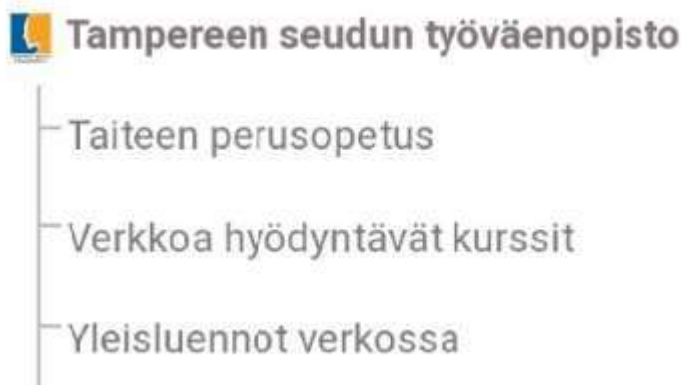 Tampereen seudun työväenopisto
Taiteen perusopetus
Verkkoa hyödyntävät kurssit
Yleisluennot verkossa